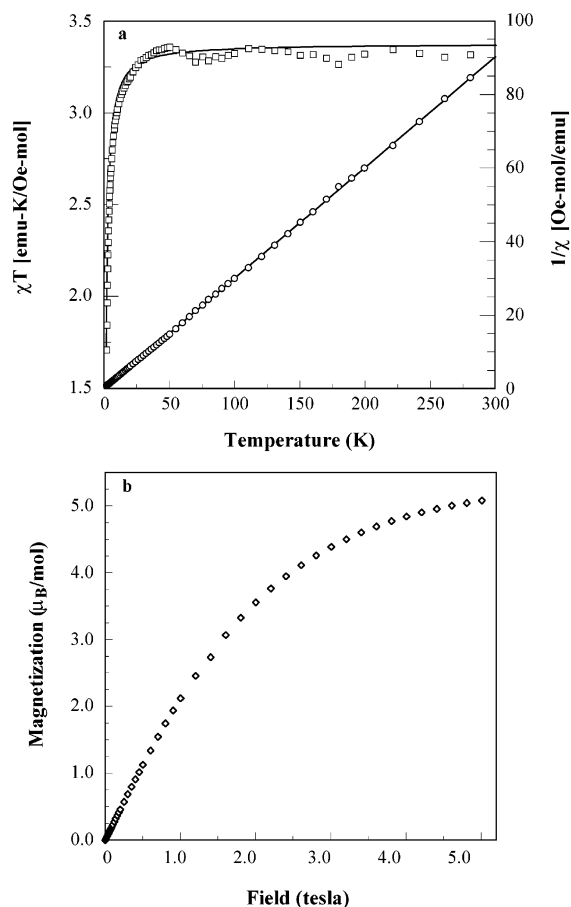 a
χT [emu-K/Oe-mol]
3.5
3.0
2.5
2.0
1.5
1/χ [Oe-mol/emu]
100
80
60
40
20
0
0 50 100 150 200 250 300
Temperature (K)
b
Magnetization (μB/mol)
5.0
4.0
3.0
2.0
1.0
0.0
0 1.0 2.0 3.0 4.0 5.0
Field (tesla)